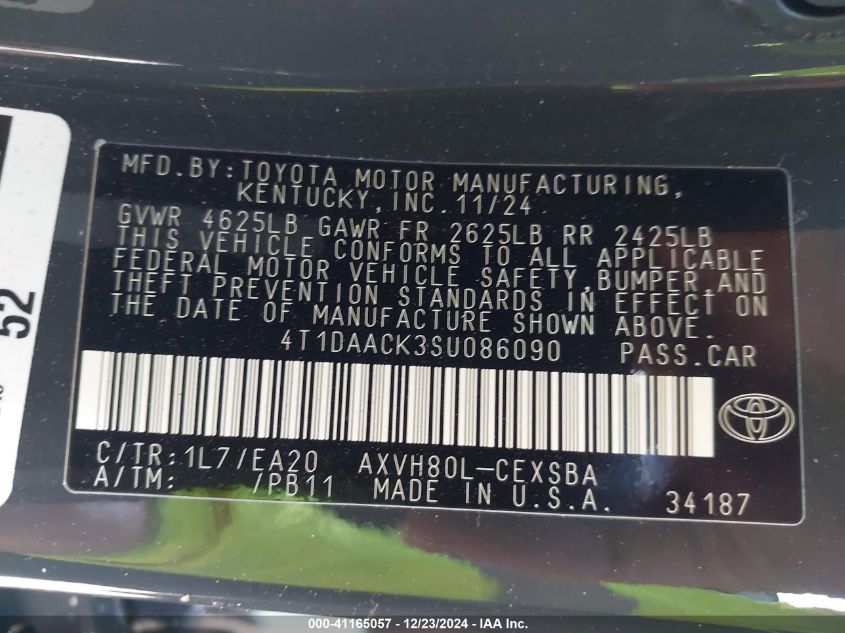 MFD.BY:TOYOTA MOTOR MANUFACTURING,
KENTUCKY,INC.11/24
GVWR 4625LB GAWR FR 2625LB RR 2425LB
THIS VEHICLE CONFORMS TO ALL APPLICABLE
FEDERAL MOTOR VEHICLE SAFETY,BUMPER,AND
THEFT PREVENTION STANDARDS IN EFFECT ON
THE DATE OF MANUFACTURE SHOWN ABOVE.
4T1DAACK3SU086090 PASS.CAR
C/TR:1L7/EA20 AXVH80L-CEXSBA
A/TM: /PB11 MADE IN U.S.A. 34187
52
AXXO 000-41165057 - 12/23/2024 - IAA Inc.